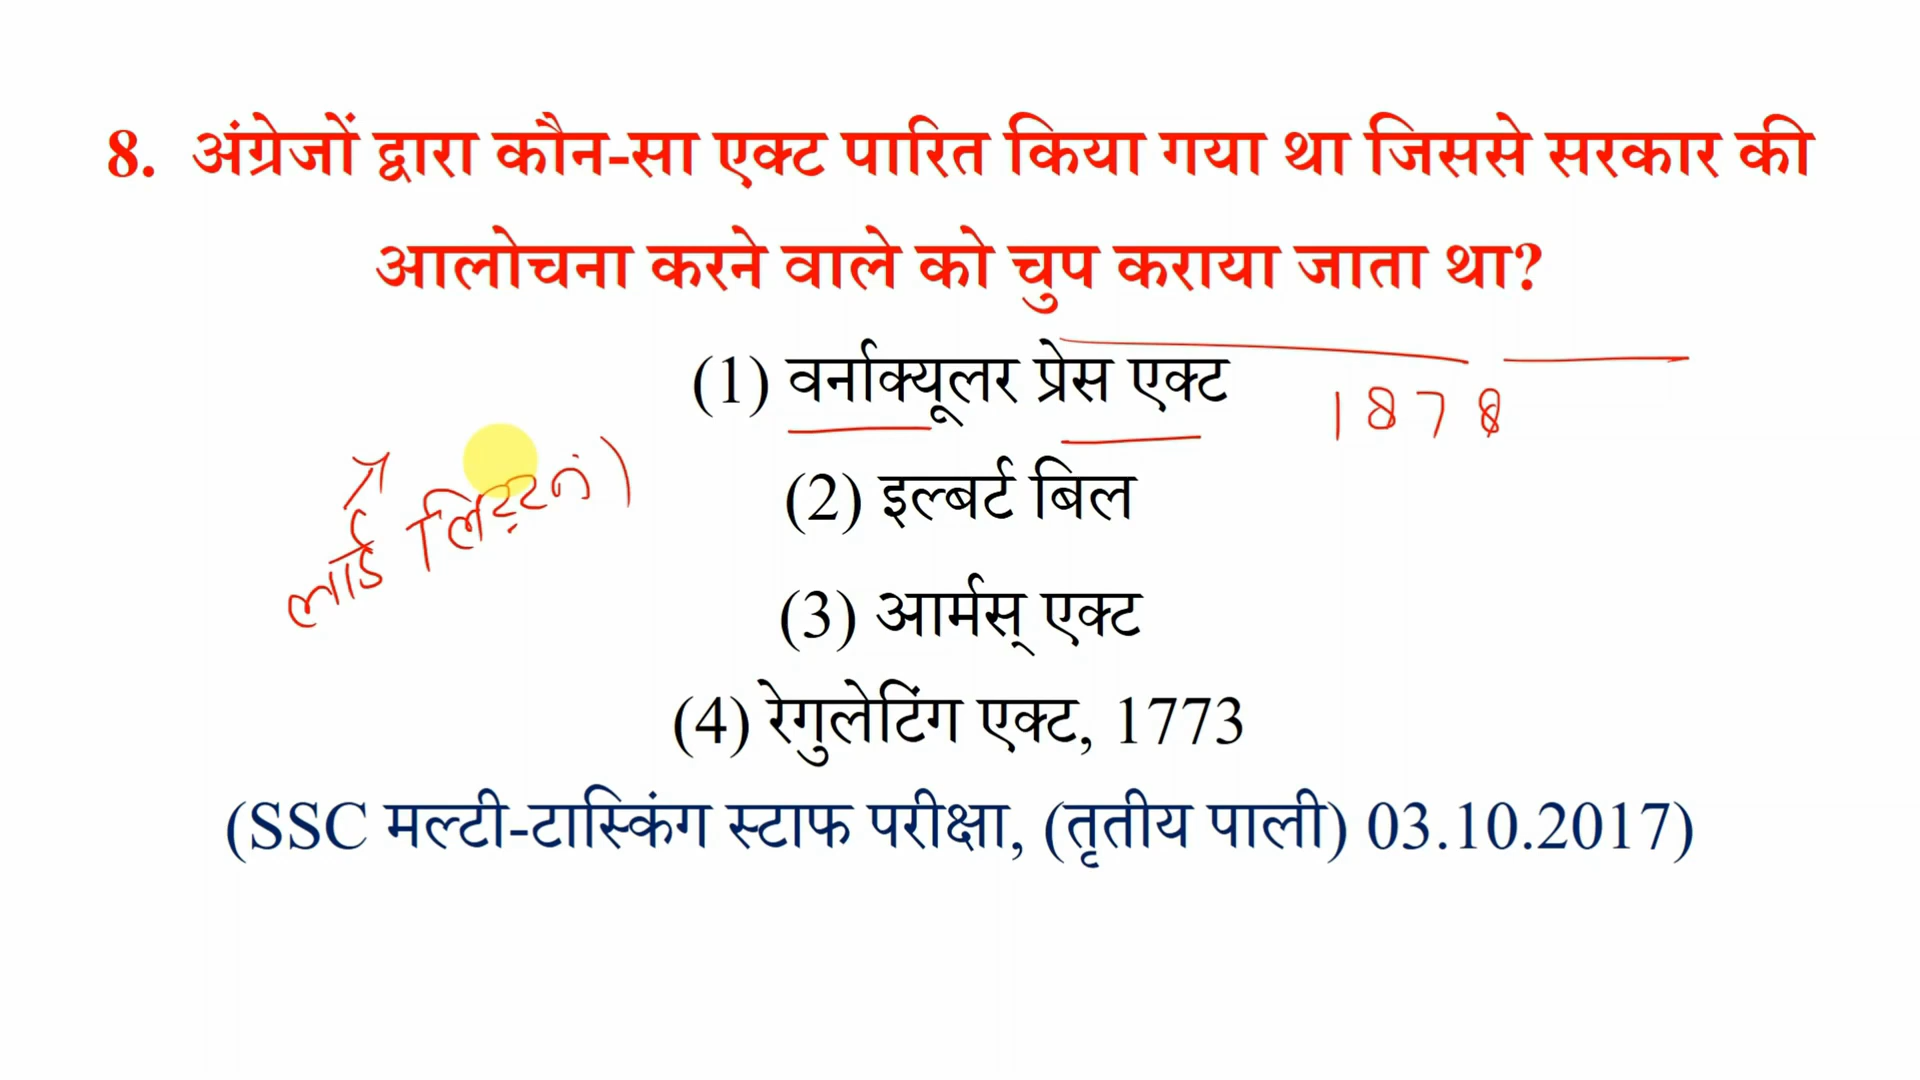 8. अंग्रेजों द्वारा कौन-सा एक्ट पारित किया गया था जिससे सरकार की
आलोचना करने वाले को चुप कराया जाता था?
(1) वर्नाक्यूलर प्रेस एक्ट
1878
(2) इल्बर्ट बिल
लॉर्ड लिट्टन)
(3) आर्मस् एक्ट
(4) रेगुलेटिंग एक्ट, 1773
(SSC मल्टी-टास्किंग स्टाफ परीक्षा, (तृतीय पाली) 03.10.2017)